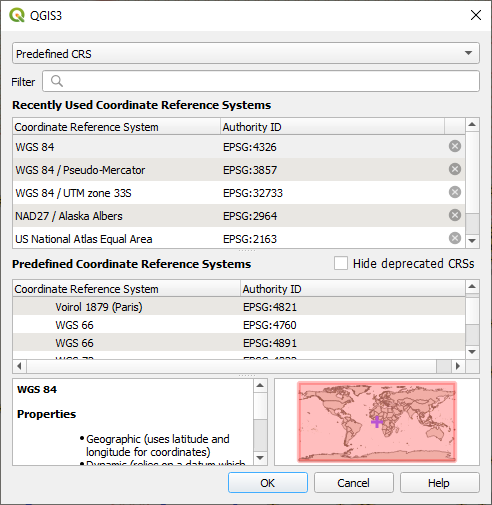 QGIS3
Predefined CRS
Filter
Recently Used Coordinate Reference Systems
Coordinate Reference System Authority ID
WGS 84 EPSG:4326
WGS 84 / Pseudo-Mercator EPSG:3857
WGS 84 / UTM zone 33S EPSG:32733
NAD27 / Alaska Albers EPSG:2964
US National Atlas Equal Area EPSG:2163
Predefined Coordinate Reference Systems Hide deprecated CRSs
Coordinate Reference System Authority ID
Voirol 1879 (Paris) EPSG:4821
WGS 66 EPSG:4760
WGS 66 EPSG:4891
WGS 84
Properties
• Geographic (uses latitude and
longitude for coordinates)
• Dynamic (relies on a datum which
OK Cancel Help